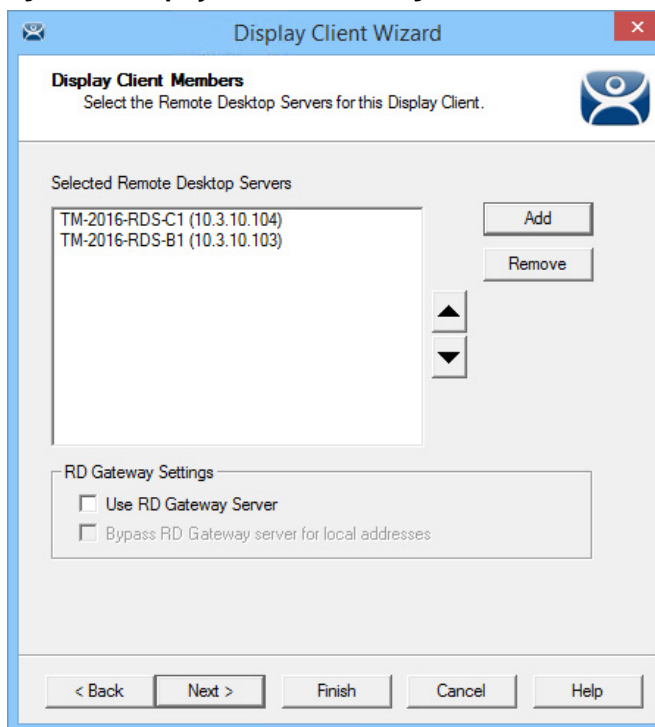 Display Client Wizard
Display Client Members
Select the Remote Desktop Servers for this Display Client.
Selected Remote Desktop Servers
TM-2016-RDS-C1 (10.3.10.104)
TM-2016-RDS-B1 (10.3.10.103)
Add
Remove
RD Gateway Settings
Use RD Gateway Server
Bypass RD Gateway server for local addresses
< Back Next > Finish Cancel Help